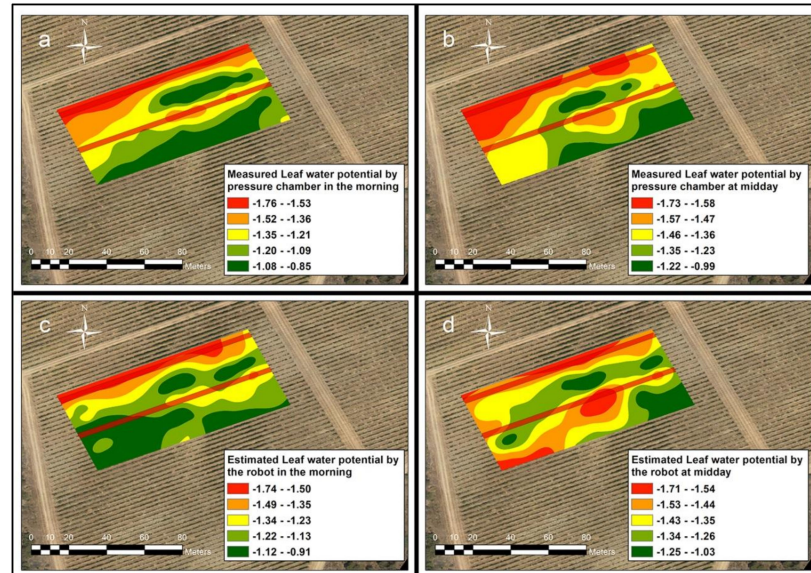 a
N
Measured Leaf water potential by
pressure chamber in the morning
-1.76 - -1.53
-1.52 - -1.36
-1.35 - -1.21
-1.20 - -1.09
-1.08 - -0.85
0 20 40 60 80
Meters
b
N
Measured Leaf water potential by
pressure chamber at midday
-1.73 - -1.58
-1.57 - -1.47
-1.46 - -1.36
-1.35 - -1.23
-1.22 - -0.99
0 20 40 60 80
Meters
c
N
Estimated Leaf water potential by
the robot in the morning
-1.74 - -1.50
-1.49 - -1.35
-1.34 - -1.23
-1.22 - -1.13
-1.12 - -0.91
0 20 40 60 80
Meters
d
N
Estimated Leaf water potential by
the robot at midday
-1.71 - -1.54
-1.53 - -1.44
-1.43 - -1.35
-1.34 - -1.26
-1.25 - -1.03
0 20 40 60 80
Meters